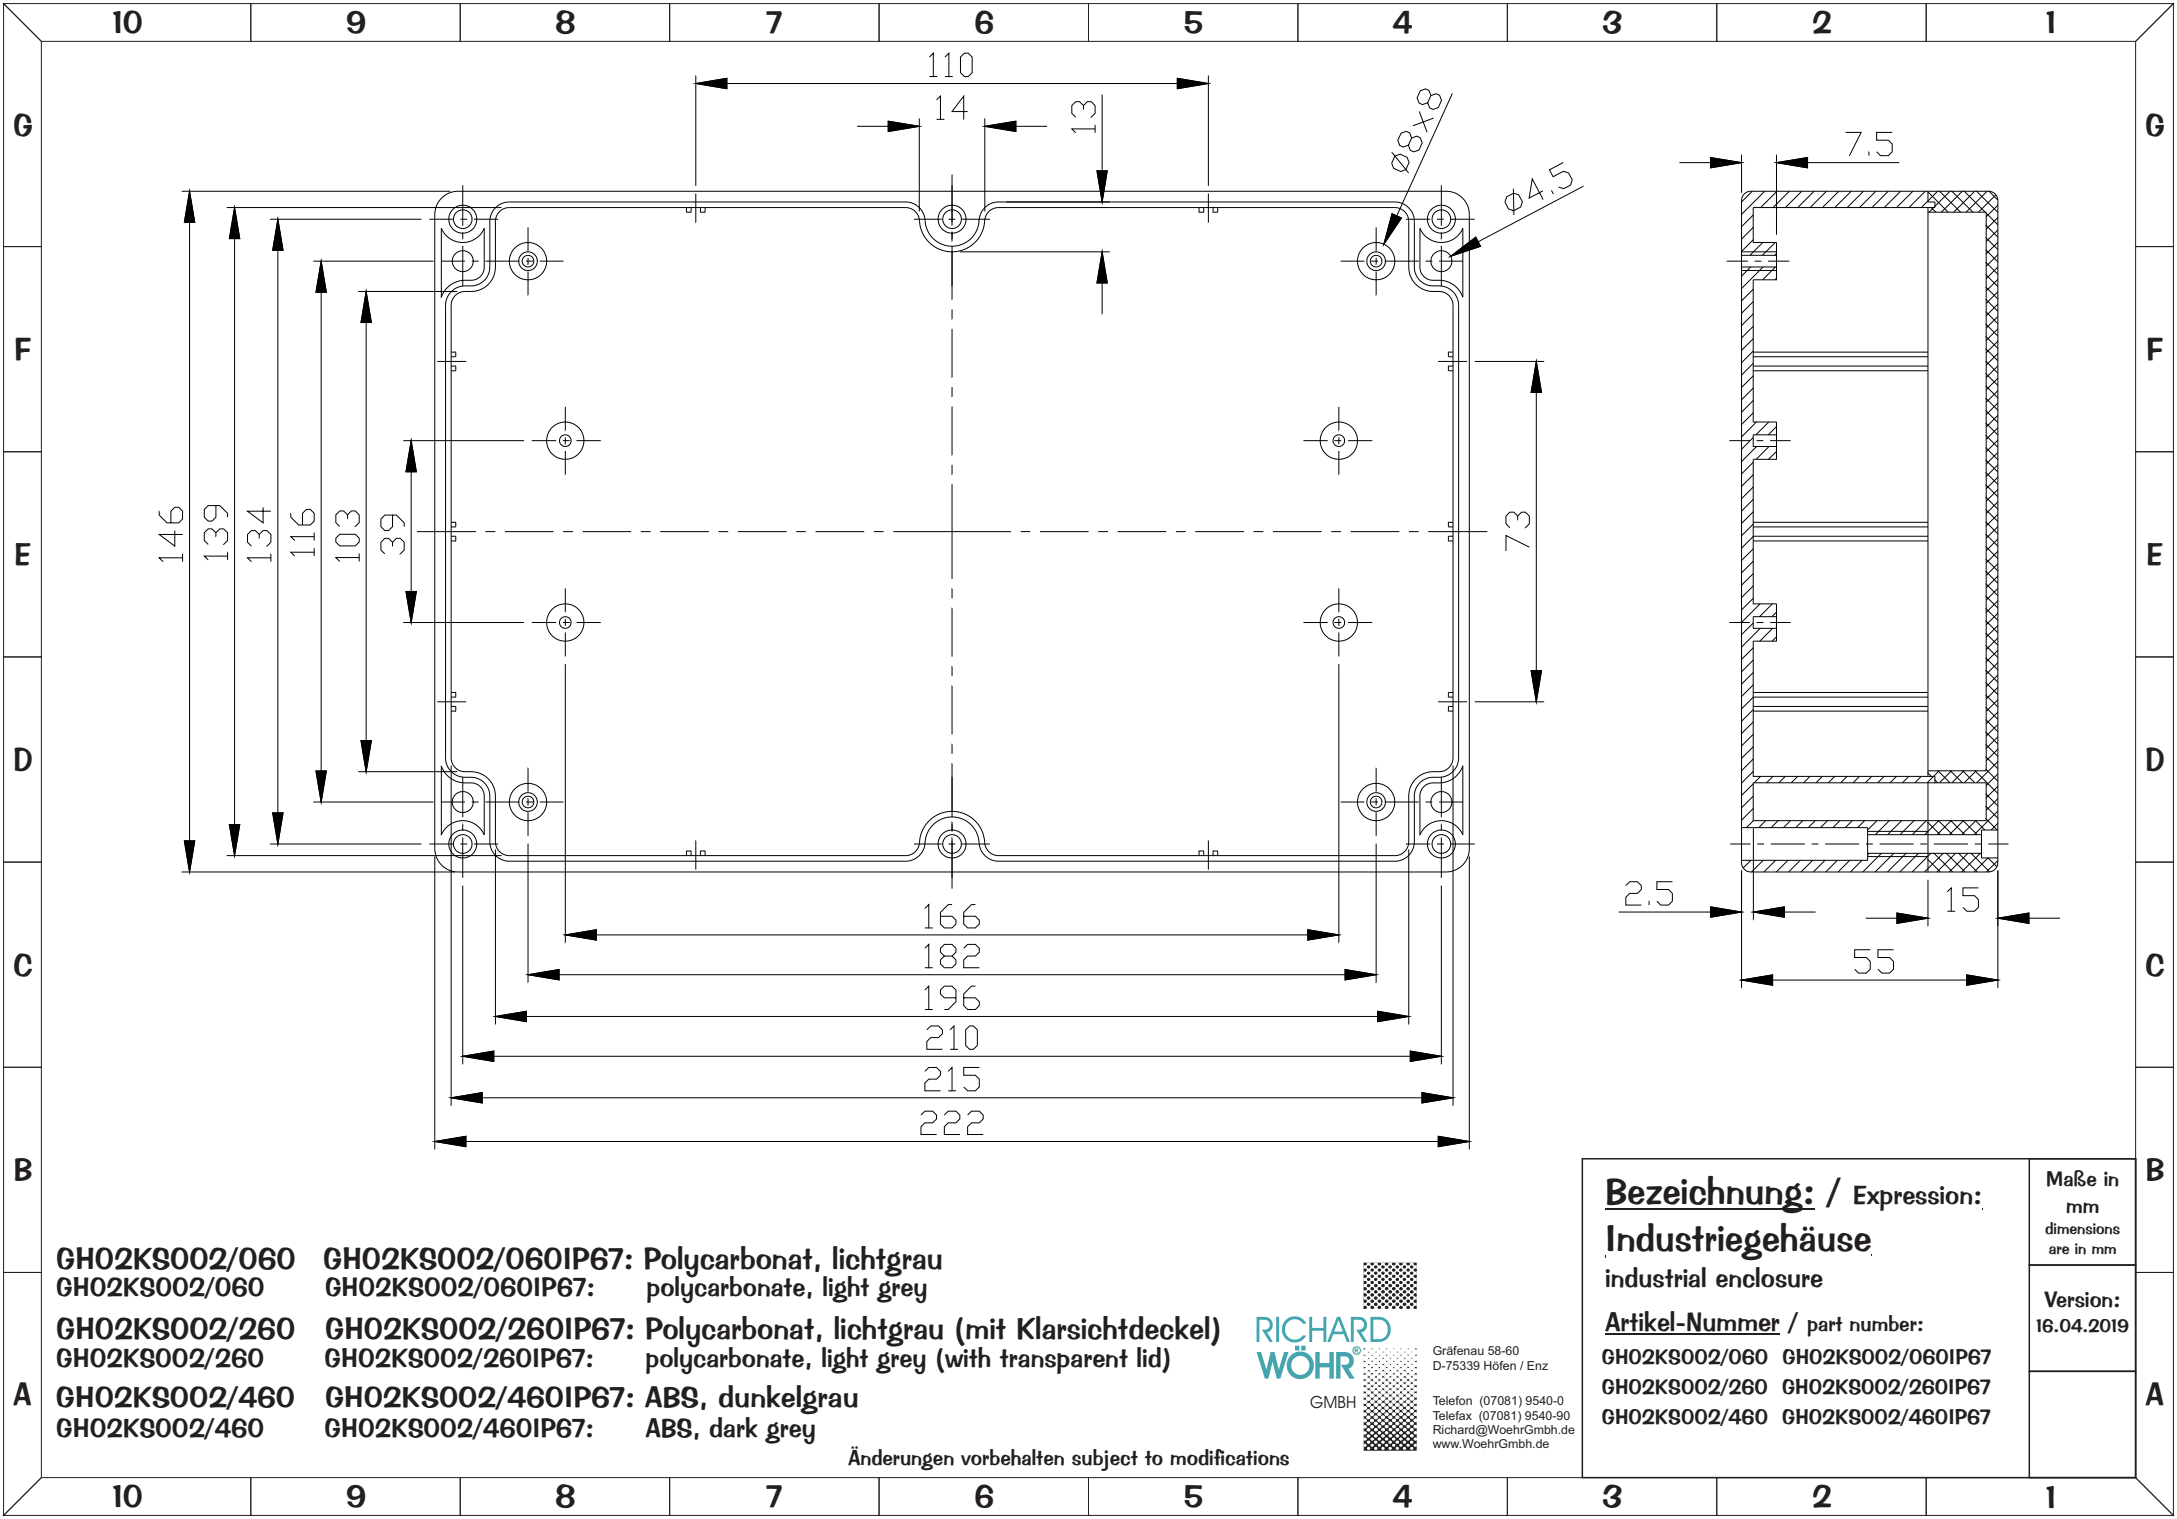 10 9 8 7 6 5 4 3 2 1
G G
F F
E E
D D
C C
B B
A A
110
14
13
ø8x8
ø4.5
7.5
146
139
134
116
103
39
73
166
182
196
210
215
222
2.5
15
55
GH02KS002/060 GH02KS002/060IP67: Polycarbonat, lichtgrau
GH02KS002/060 GH02KS002/060IP67: polycarbonate, light grey
GH02KS002/260 GH02KS002/260IP67: Polycarbonat, lichtgrau (mit Klarsichtdeckel)
GH02KS002/260 GH02KS002/260IP67: polycarbonate, light grey (with transparent lid)
GH02KS002/460 GH02KS002/460IP67: ABS, dunkelgrau
GH02KS002/460 GH02KS002/460IP67: ABS, dark grey
Änderungen vorbehalten subject to modifications
RICHARD
WÖHR®
GMBH
Gräfenau 58-60
D-75339 Höfen / Enz
Telefon (07081) 9540-0
Telefax (07081) 9540-90
Richard@WoehrGmbh.de
www.WoehrGmbh.de
Bezeichnung: / Expression:
Industriegehäuse
industrial enclosure
Artikel-Nummer / part number:
GH02KS002/060 GH02KS002/060IP67
GH02KS002/260 GH02KS002/260IP67
GH02KS002/460 GH02KS002/460IP67
Maße in
mm
dimensions
are in mm
Version:
16.04.2019
10 9 8 7 6 5 4 3 2 1